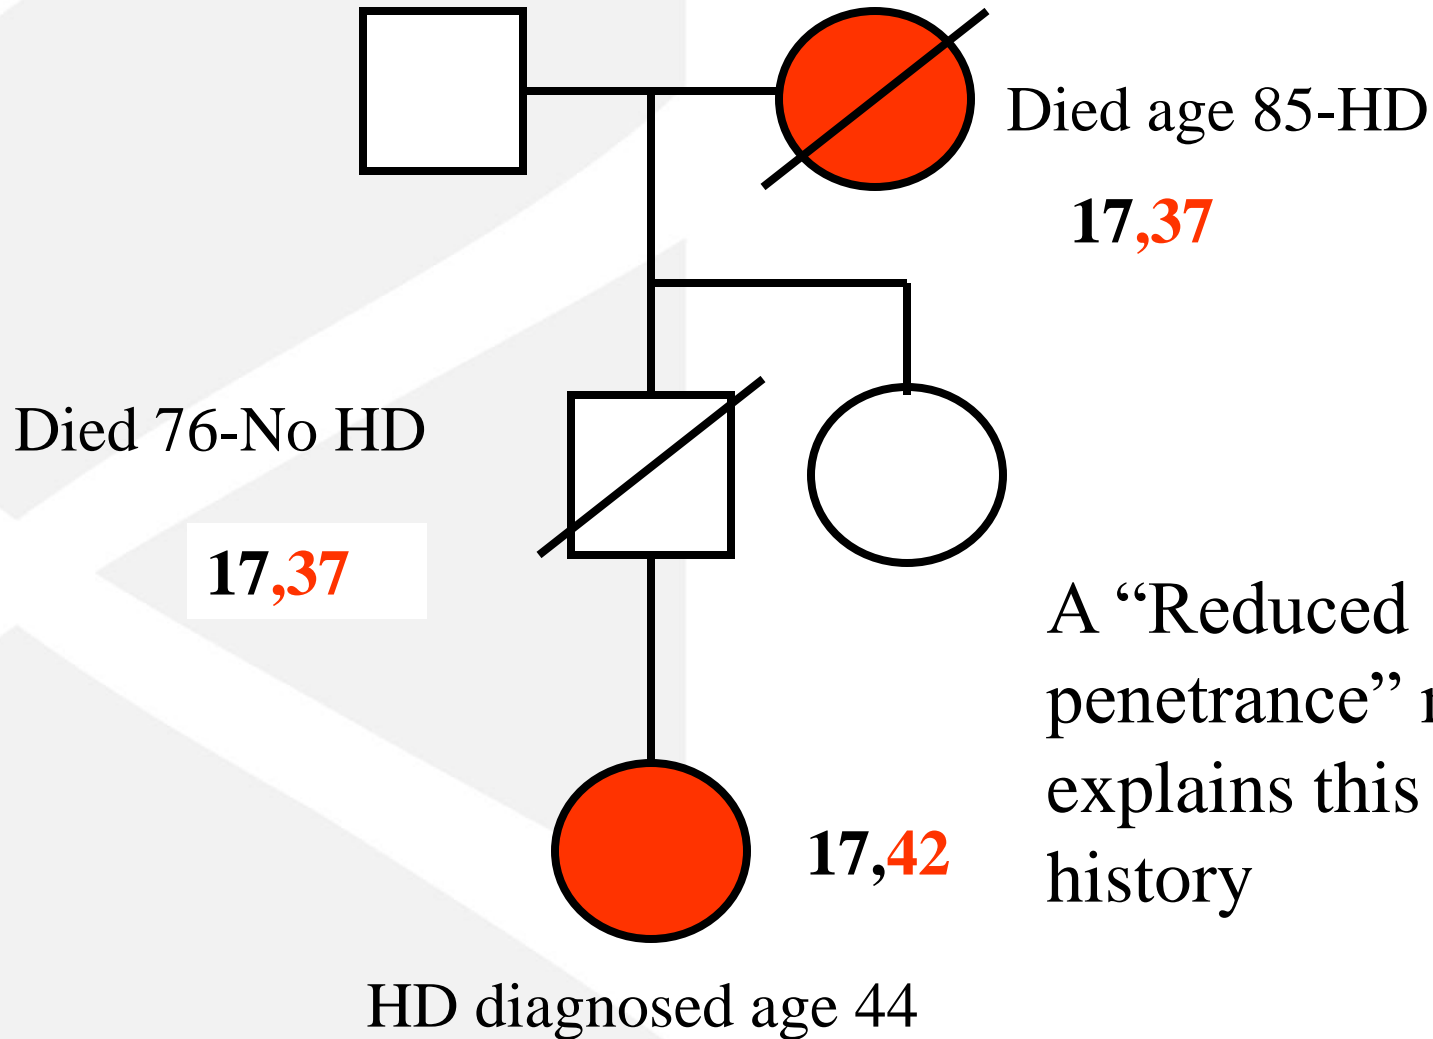 Died age 85-HD
17,37
Died 76-No HD
17,37
A “Reduced
penetrance”
explains this
history
17,42
HD diagnosed age 44